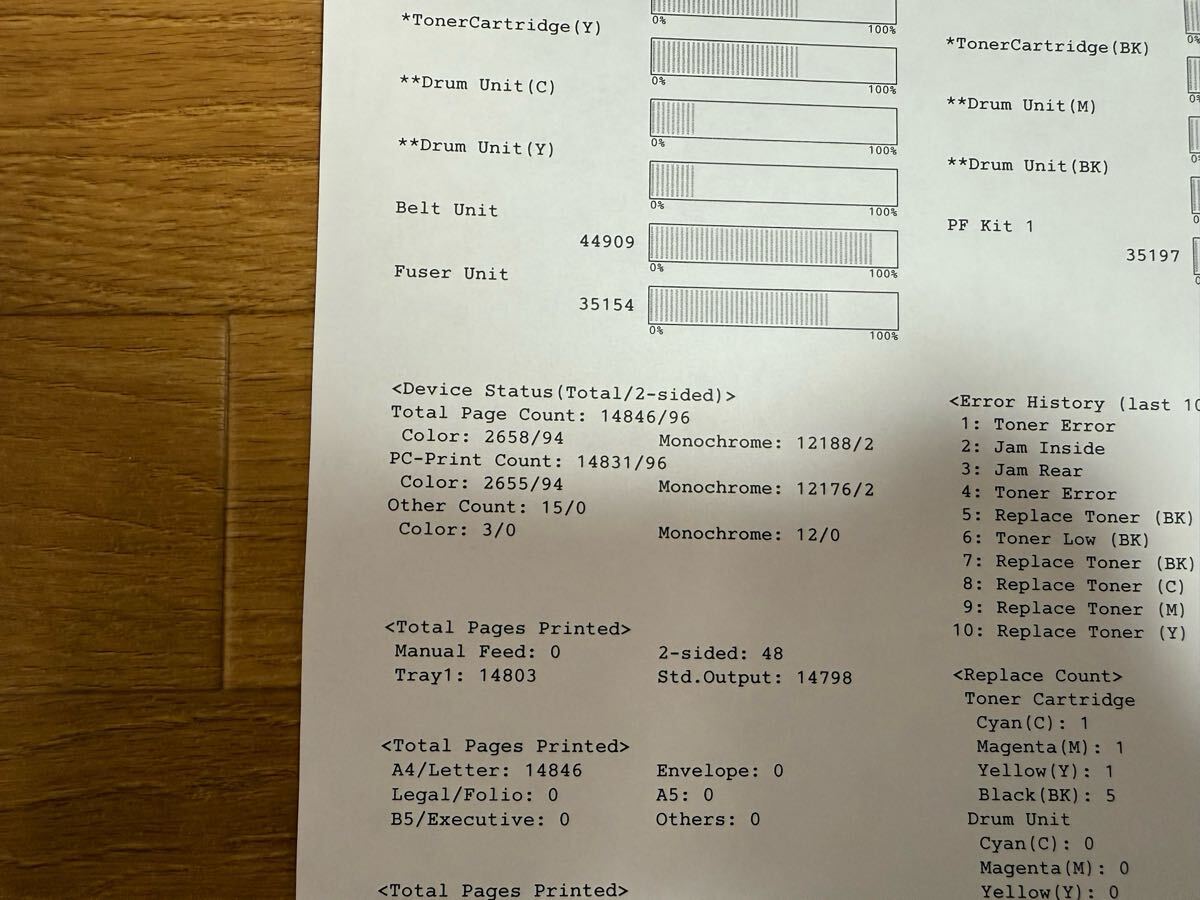 0% 100%
*TonerCartridge(Y)
0% 100%
**Drum Unit(C)
0% 100%
**Drum Unit(Y)
0% 100%
Belt Unit
44909
0% 100%
Fuser Unit
35154
0% 100%
*TonerCartridge(BK)
0%
**Drum Unit(M)
0%
**Drum Unit(BK)
PF Kit 1
35197
<Device Status(Total/2-sided)>
Total Page Count: 14846/96
Color: 2658/94 Monochrome: 12188/2
PC-Print Count: 14831/96
Color: 2655/94 Monochrome: 12176/2
Other Count: 15/0
Color: 3/0 Monochrome: 12/0
<Total Pages Printed>
Manual Feed: 0 2-sided: 48
Tray1: 14803 Std.Output: 14798
<Total Pages Printed>
A4/Letter: 14846 Envelope: 0
Legal/Folio: 0 A5: 0
B5/Executive: 0 Others: 0
<Total Pages Printed>
<Error History (last 10
1: Toner Error
2: Jam Inside
3: Jam Rear
4: Toner Error
5: Replace Toner (BK)
6: Toner Low (BK)
7: Replace Toner (BK)
8: Replace Toner (C)
9: Replace Toner (M)
10: Replace Toner (Y)
<Replace Count>
Toner Cartridge
Cyan(C): 1
Magenta(M): 1
Yellow(Y): 1
Black(BK): 5
Drum Unit
Cyan(C): 0
Magenta(M): 0
Yellow(Y): 0